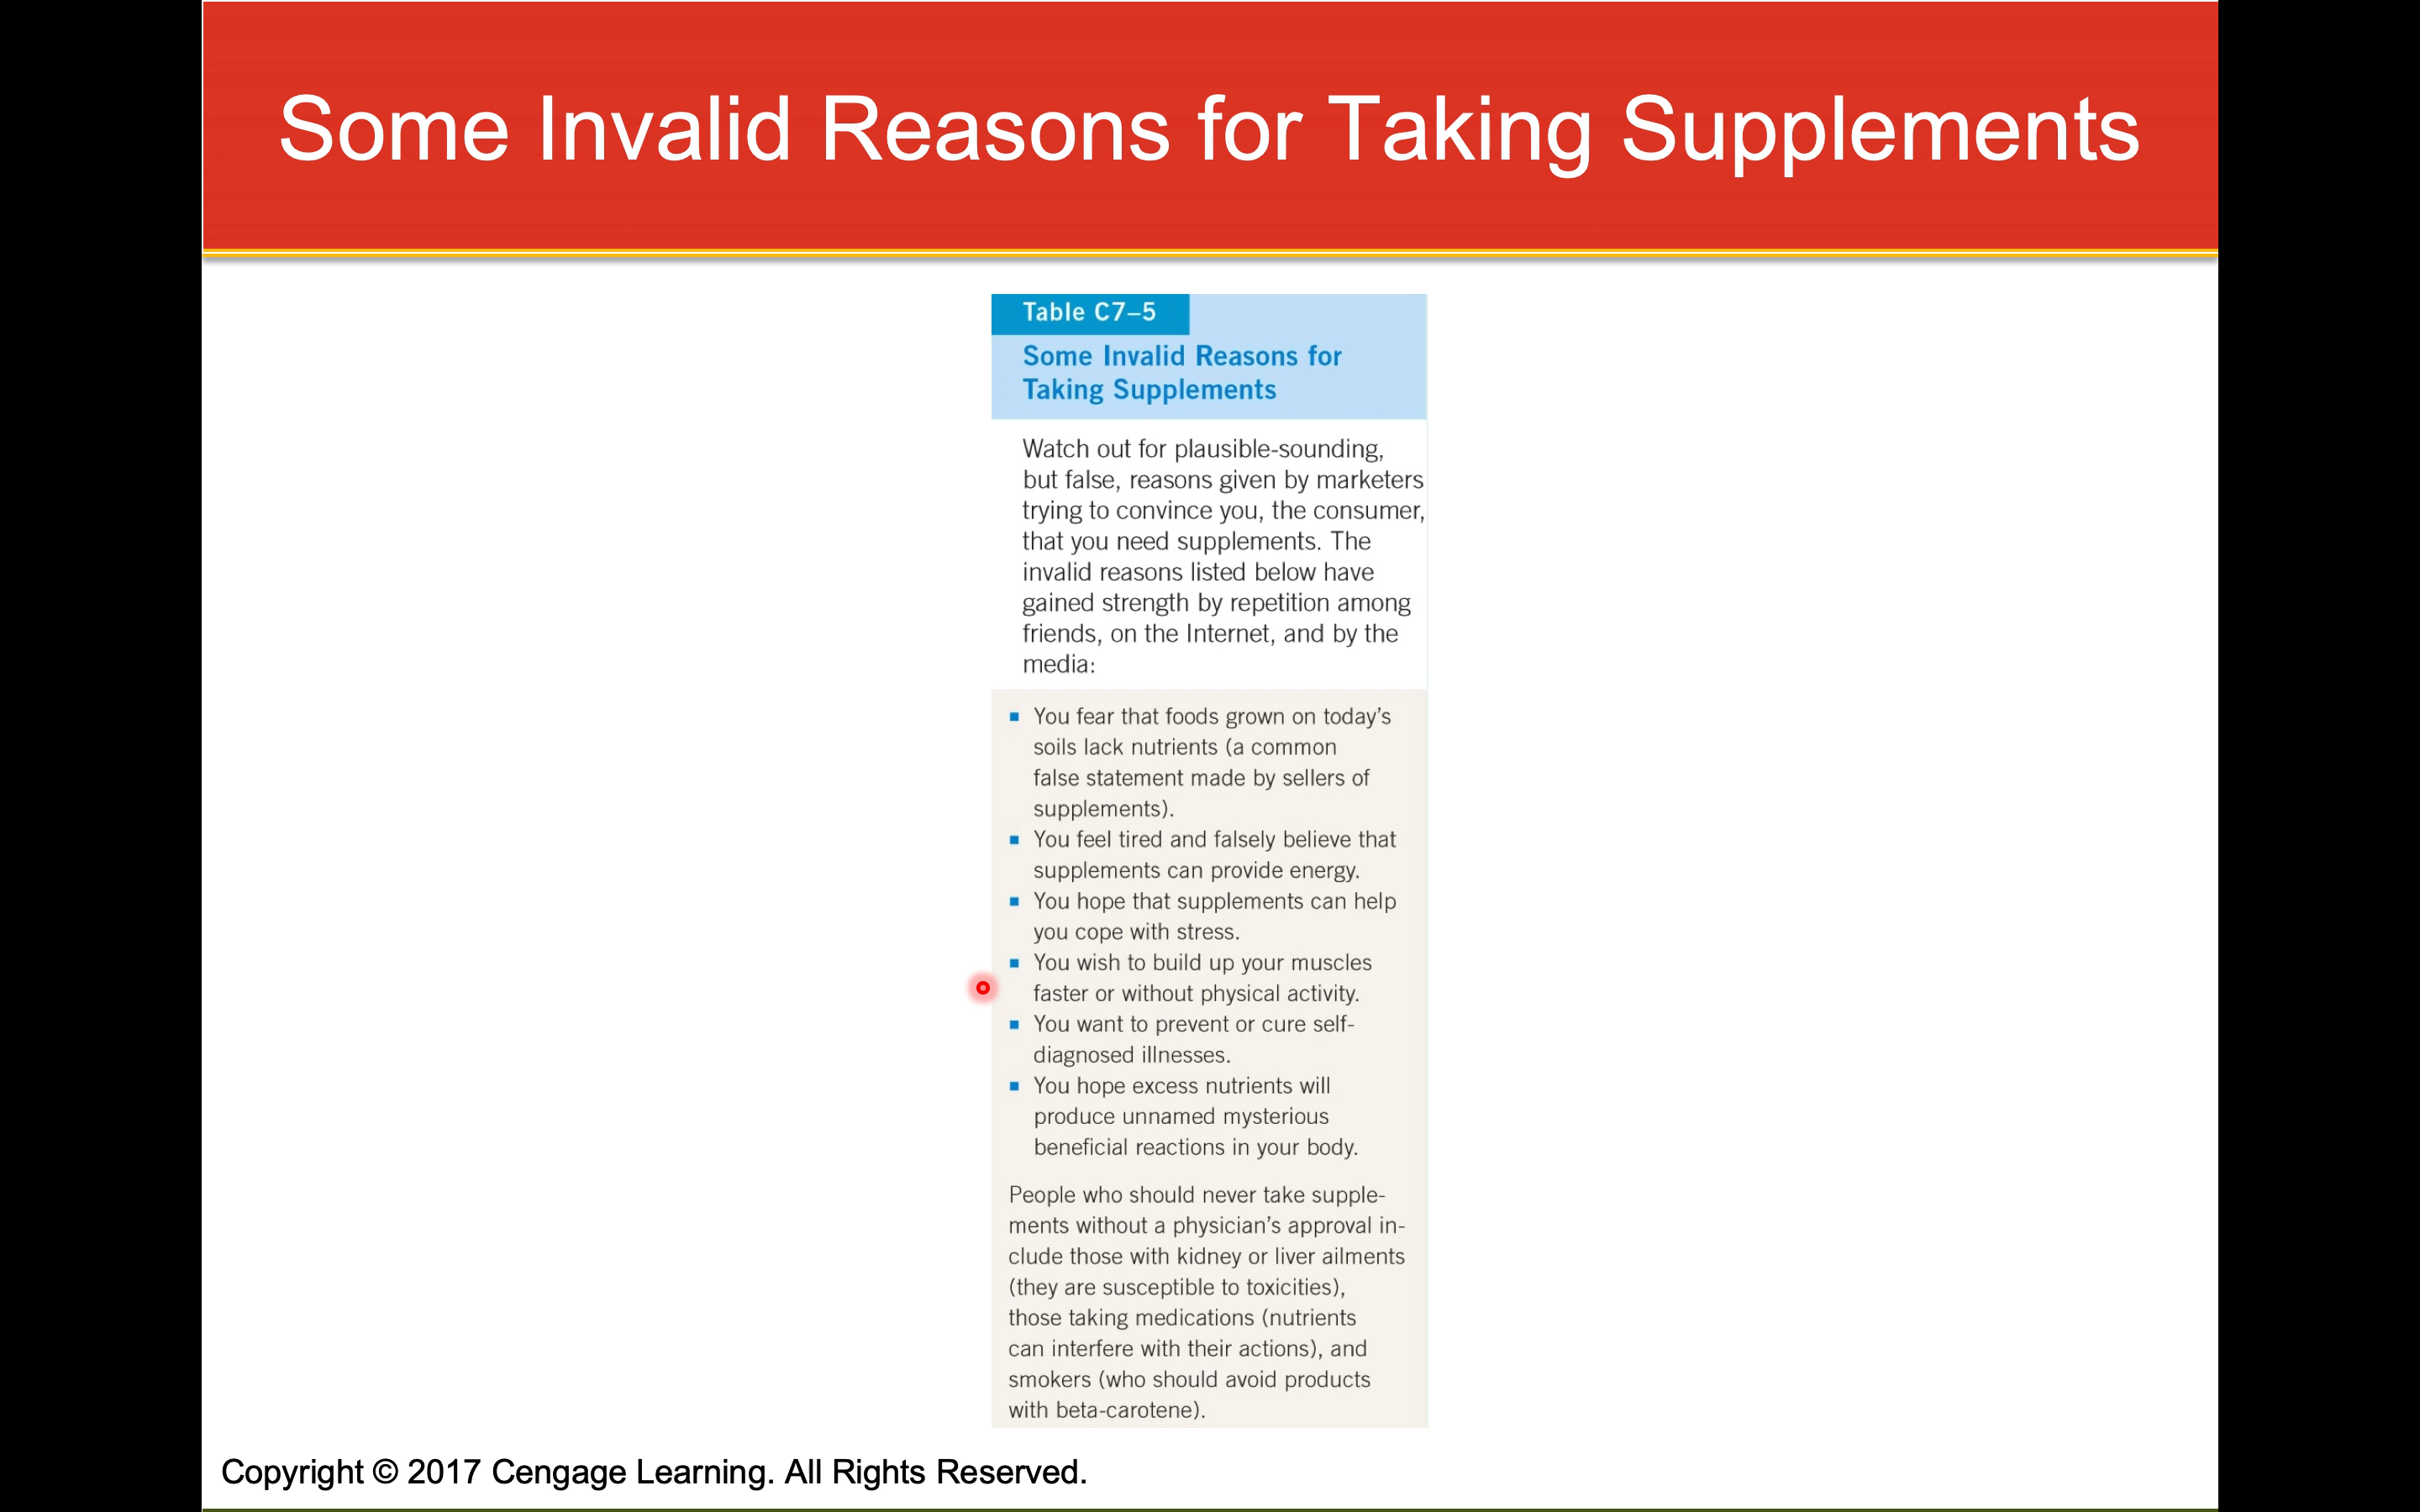 Some Invalid Reasons for Taking Supplements
Table C7–5
Some Invalid Reasons for
Taking Supplements
Watch out for plausible-sounding,
but false, reasons given by marketers
trying to convince you, the consumer,
that you need supplements. The
invalid reasons listed below have
gained strength by repetition among
friends, on the Internet, and by the
media:
▪ You fear that foods grown on today's
soils lack nutrients (a common
false statement made by sellers of
supplements).
▪ You feel tired and falsely believe that
supplements can provide energy.
▪ You hope that supplements can help
you cope with stress.
▪ You wish to build up your muscles
faster or without physical activity.
▪ You want to prevent or cure self-
diagnosed illnesses.
▪ You hope excess nutrients will
produce unnamed mysterious
beneficial reactions in your body.
People who should never take supple-
ments without a physician's approval in-
clude those with kidney or liver ailments
(they are susceptible to toxicities),
those taking medications (nutrients
can interfere with their actions), and
smokers (who should avoid products
with beta-carotene).
Copyright © 2017 Cengage Learning. All Rights Reserved.